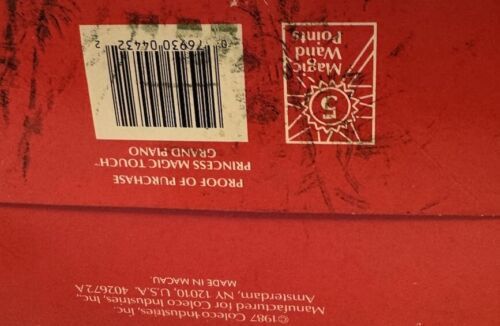 ©1987 Coleco Industries, Inc.
Manufactured for Coleco Industries, Inc.,
Amsterdam, NY 12010, U.S.A. 402672A
MADE IN MACAU.
PROOF OF PURCHASE
PRINCESS MAGIC TOUCH™
GRAND PIANO
0 76930 04432 2
5
Magic
Wand
Points